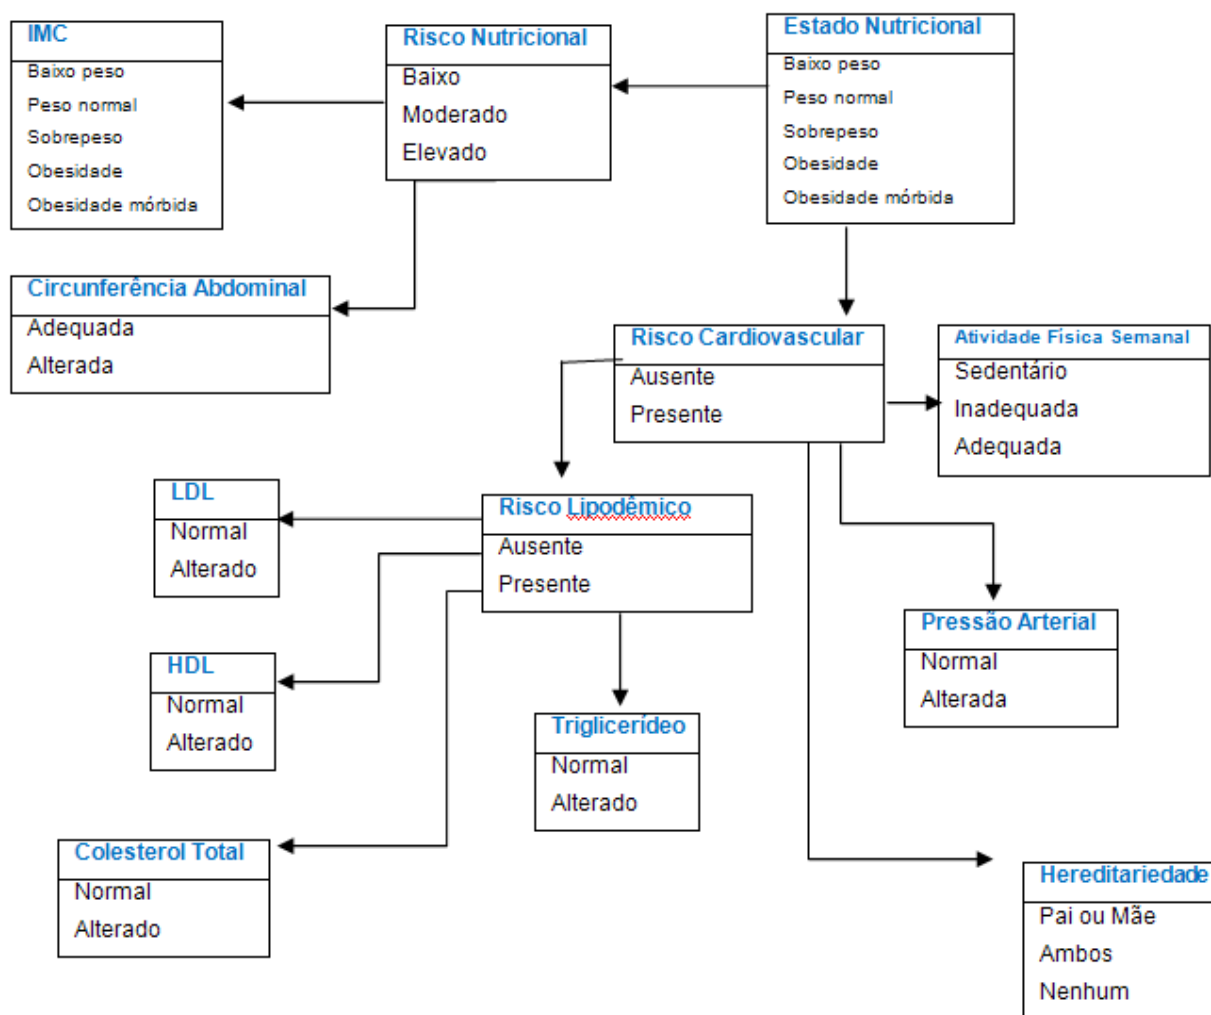 IMC
Baixo peso
Peso normal
Sobrepeso
Obesidade
Obesidade mórbida
Risco Nutricional
Baixo
Moderado
Elevado
Estado Nutricional
Baixo peso
Peso normal
Sobrepeso
Obesidade
Obesidade mórbida
Circunferência Abdominal
Adequada
Alterada
Risco Cardiovascular
Ausente
Presente
Atividade Física Semanal
Sedentário
Inadequada
Adequada
LDL
Normal
Alterado
Risco Lipodêmico
Ausente
Presente
HDL
Normal
Alterado
Triglicerídeo
Normal
Alterado
Pressão Arterial
Normal
Alterada
Colesterol Total
Normal
Alterado
Hereditariedade
Pai ou Mãe
Ambos
Nenhum